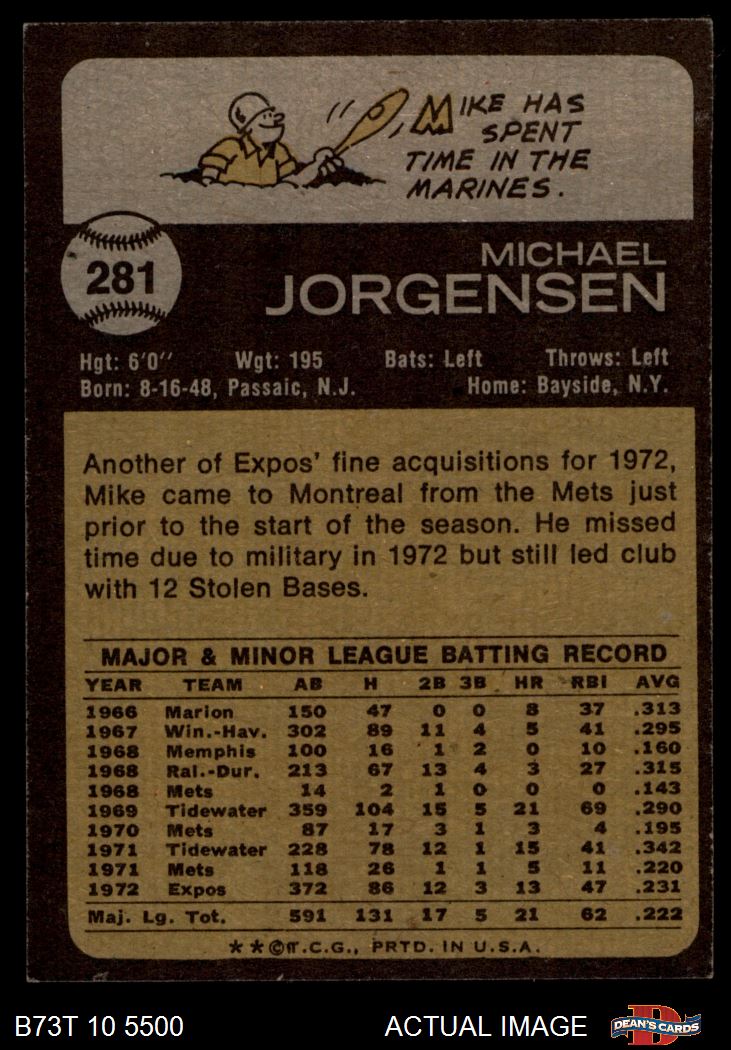 MIKE HAS
SPENT
TIME IN THE
MARINES.
281
MICHAEL
JORGENSEN
Hgt: 6'0" Wgt: 195 Bats: Left Throws: Left
Born: 8-16-48, Passaic, N.J. Home: Bayside, N.Y.
Another of Expos' fine acquisitions for 1972,
Mike came to Montreal from the Mets just
prior to the start of the season. He missed
time due to military in 1972 but still led club
with 12 Stolen Bases.
MAJOR & MINOR LEAGUE BATTING RECORD
YEAR TEAM AB H 2B 3B HR RBI AVG
1966 Marion 150 47 0 0 8 37 .313
1967 Win.-Hav. 302 89 11 4 5 41 .295
1968 Memphis 100 16 1 2 0 10 .160
1968 Ral.-Dur. 213 67 13 4 3 27 .315
1968 Mets 14 2 1 0 0 0 .143
1969 Tidewater 359 104 15 5 21 69 .290
1970 Mets 87 17 3 1 3 4 .195
1971 Tidewater 228 78 12 1 15 41 .342
1971 Mets 118 26 1 1 5 11 .220
1972 Expos 372 86 12 3 13 47 .231
Maj. Lg. Tot. 591 131 17 5 21 62 .222
**©T.C.G., PRTD. IN U.S.A.
B73T 10 5500 ACTUAL IMAGE
D
DEAN'S CARDS